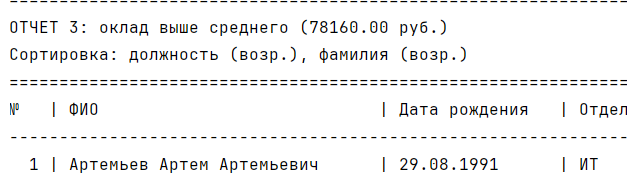 ОТЧЕТ 3: оклад выше среднего (78160.00 руб.)
Сортировка: должность (возр.), фамилия (возр.)
№ | ФИО | Дата рождения | Отдел
1 | Артемьев Артем Артемьевич | 29.08.1991 | ИТ